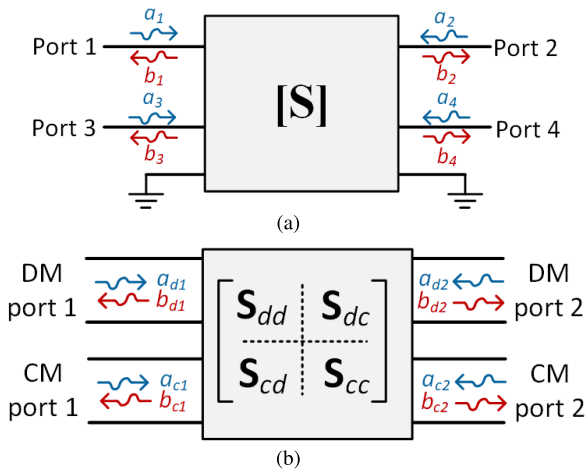 a1 a2
Port 1 Port 2
b1 b2
[S]
a3 a4
Port 3 Port 4
b3 b4
(a)
DM port 1
ad1
bd1
Sdd Sdc
ad2
bd2
DM port 2
CM port 1
ac1
bc1
Scd Scc
ac2
bc2
CM port 2
(b)